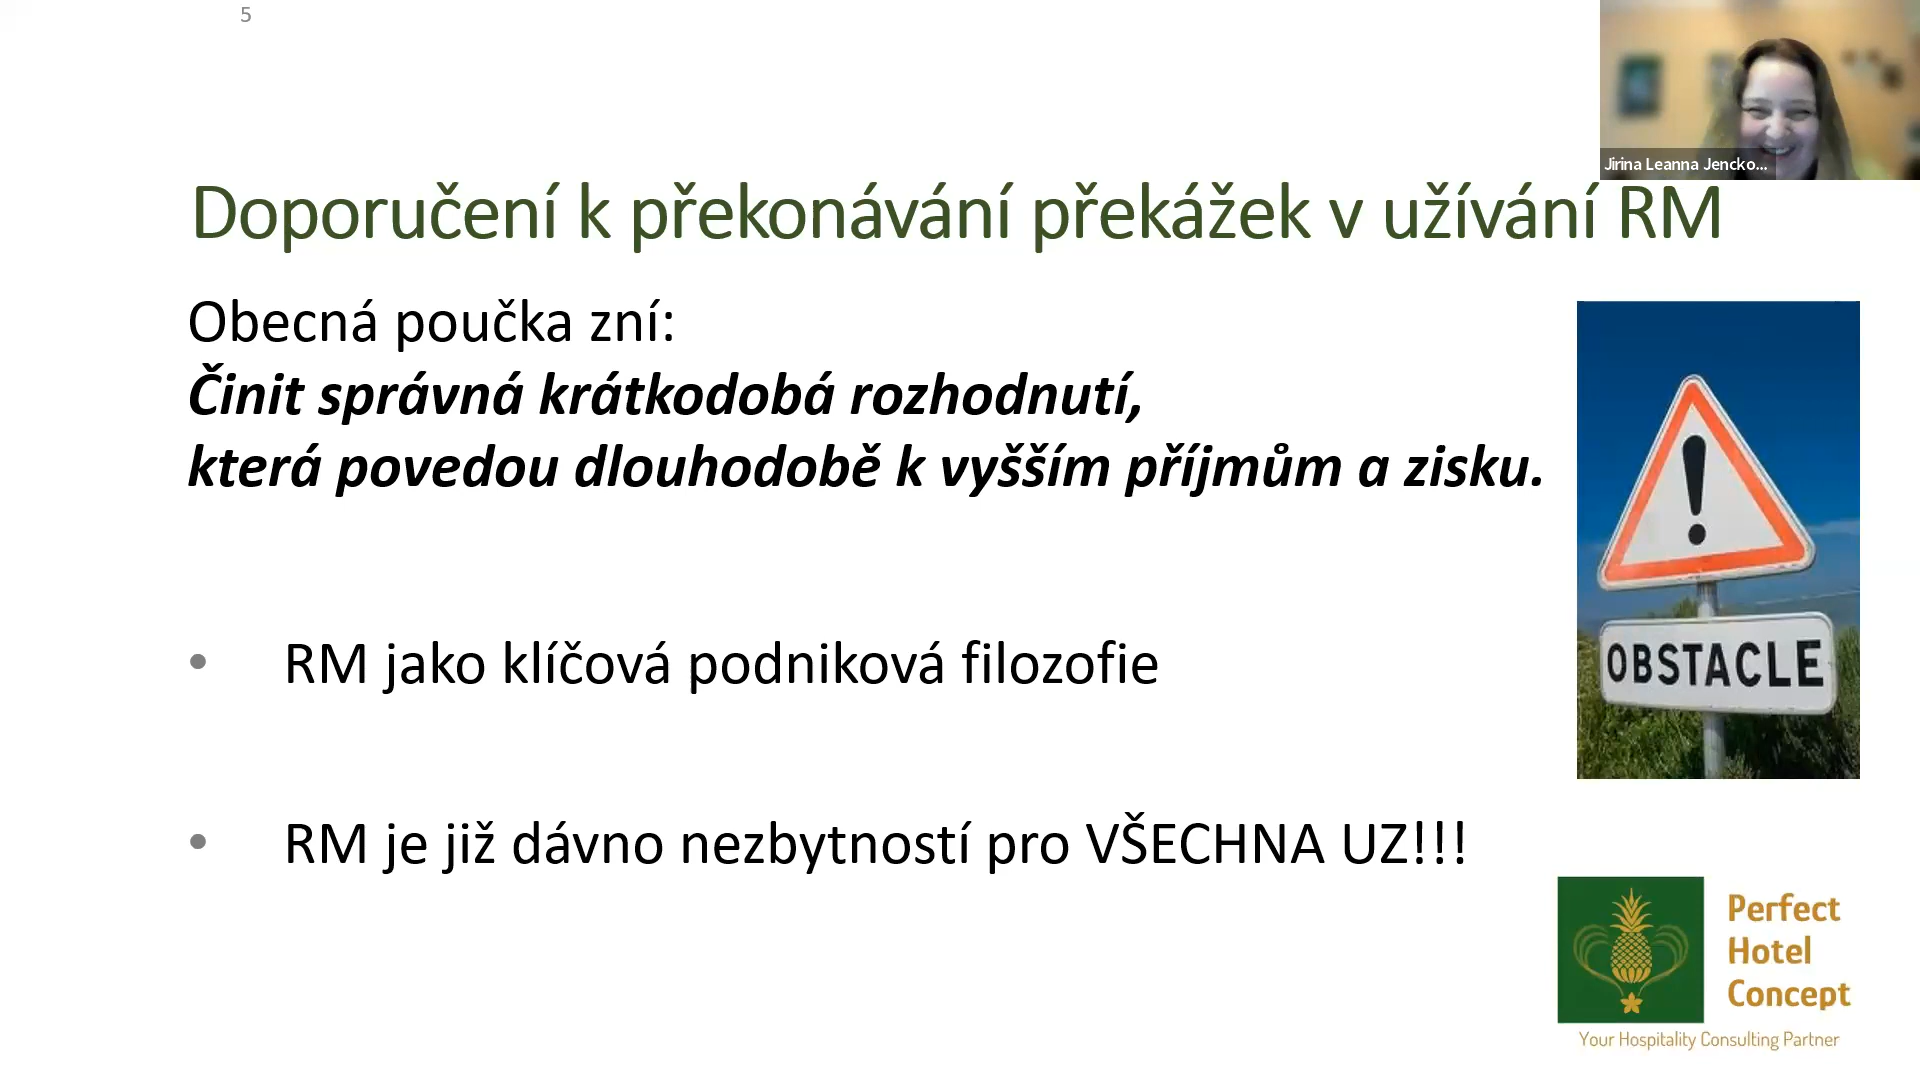 5
Jirina Leanna Jencko...
Doporučení k překonávání překážek v užívání RM
Obecná poučka zní:
Činit správná krátkodobá rozhodnutí,
která povedou dlouhodobě k vyšším příjmům a zisku.
• RM jako klíčová podniková filozofie
• RM je již dávno nezbytností pro VŠECHNA UZ!!!
OBSTACLE
Perfect
Hotel
Concept
Your Hospitality Consulting Partner